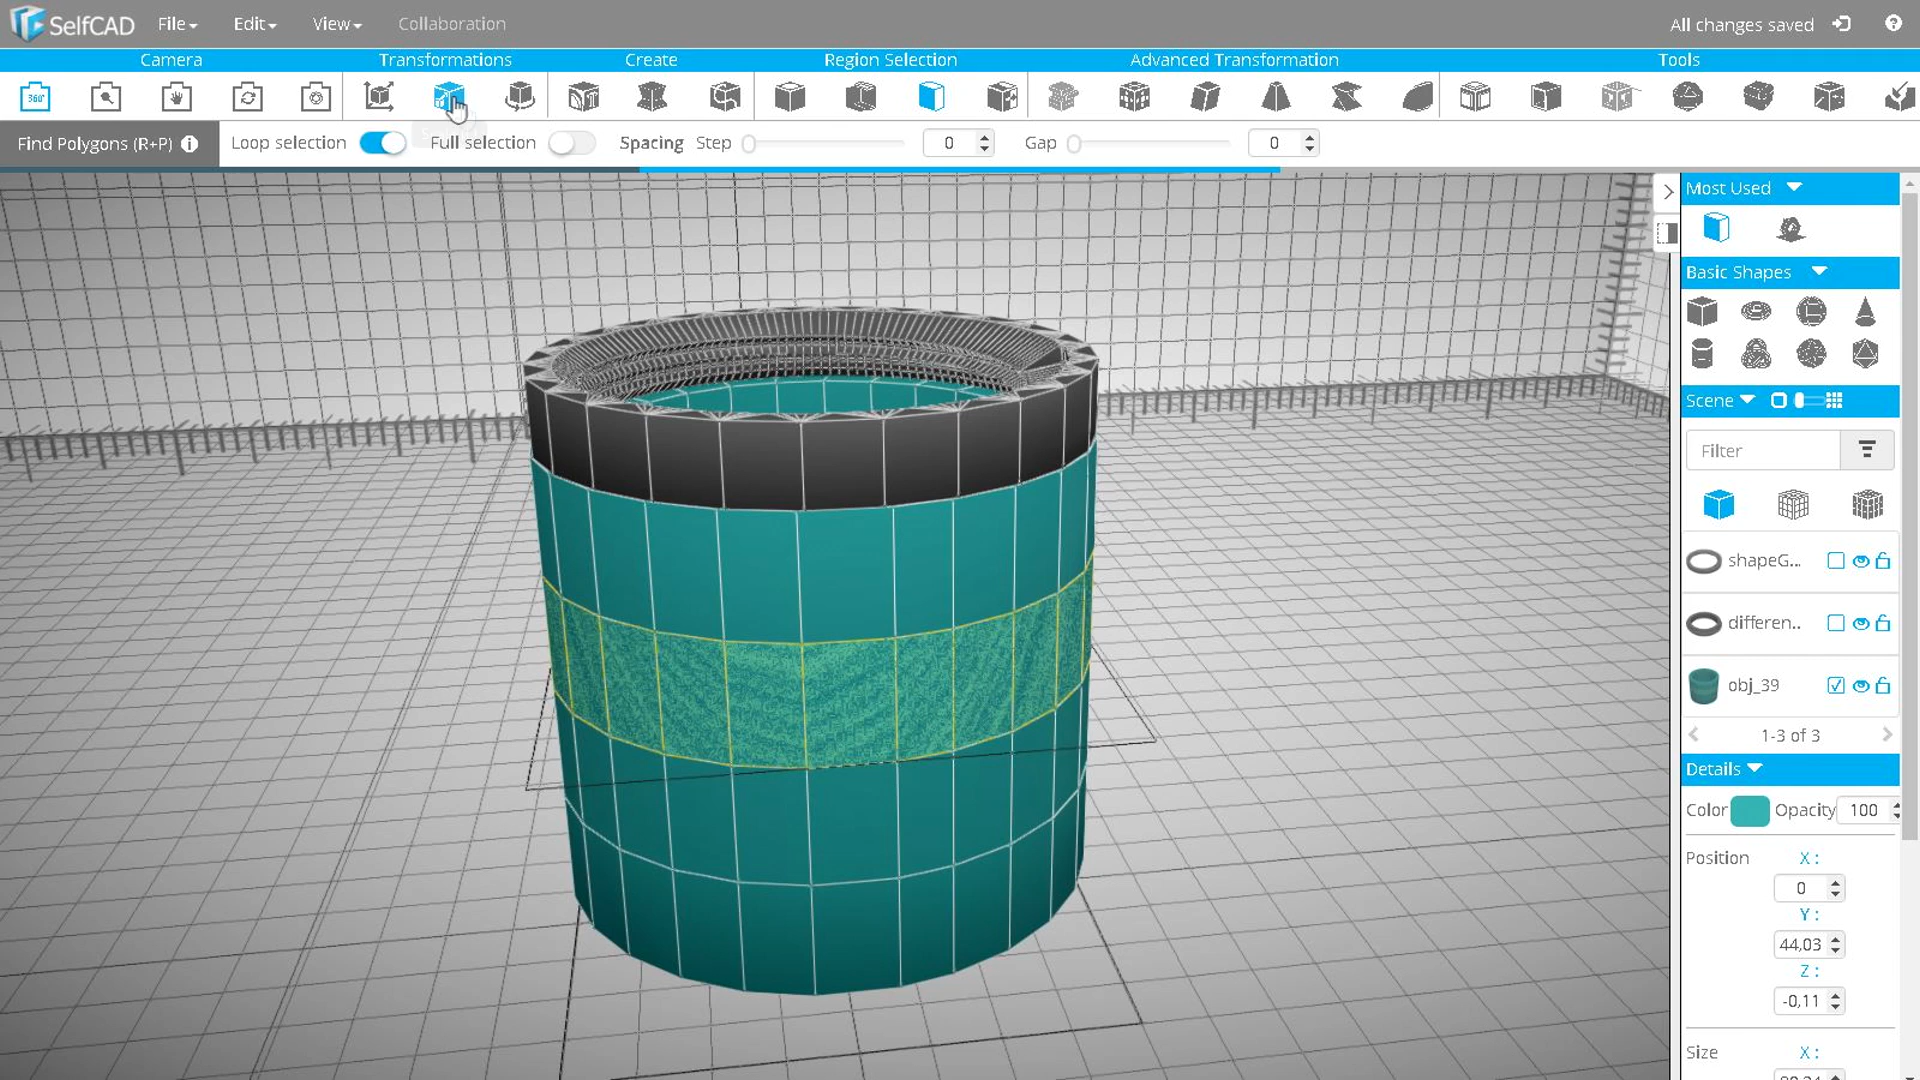 SelfCAD File Edit View Collaboration All changes saved
Camera Transformations Create Region Selection Advanced Transformation Tools
360°
Find Polygons (R+P) Loop selection Full selection Spacing Step 0 Gap 0
Most Used
Basic Shapes
Scene
Filter
shapeG...
differen..
obj_39
1-3 of 3
Details
Color Opacity 100
Position X :
0
Y :
44,03
Z :
-0,11
Size X :